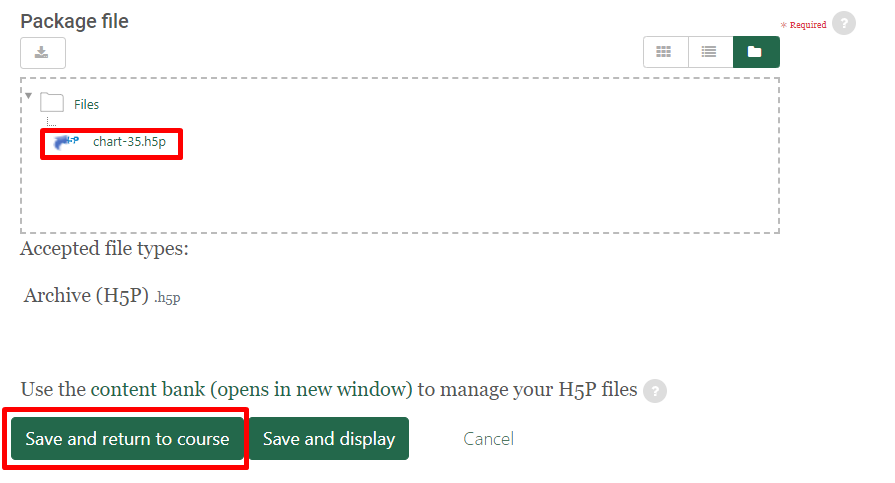 Package file
* Required ?
Files
H-P chart-35.h5p
Accepted file types:
Archive (H5P) .h5p
Use the content bank (opens in new window) to manage your H5P files ?
Save and return to course Save and display Cancel